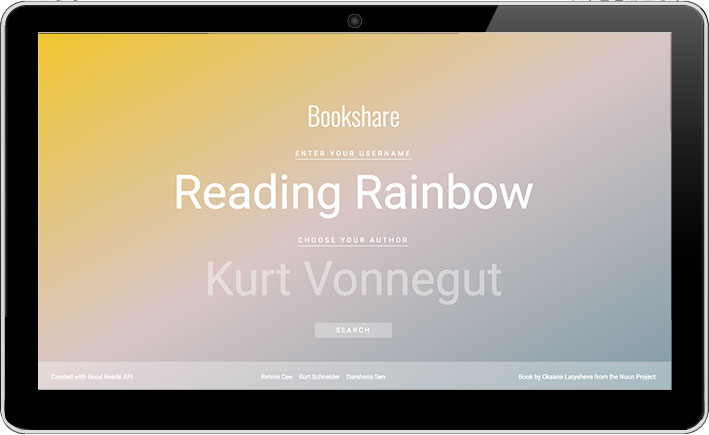 Bookshare
ENTER YOUR USERNAME
Reading Rainbow
CHOOSE YOUR AUTHOR
Kurt Vonnegut
SEARCH
Created with Good Reads API
Rennie Cee Kurt Schneider Darshana Sen
Book by Oksana Latysheva from the Noun Project